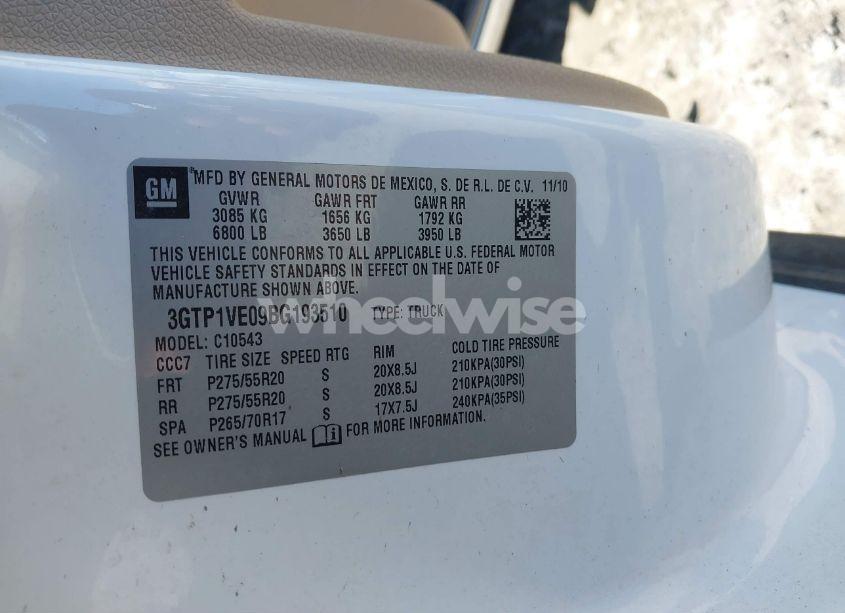 GM
MFD BY GENERAL MOTORS DE MEXICO, S. DE R.L. DE C.V. 11/10
GVWR GAWR FRT GAWR RR
3085 KG 1656 KG 1792 KG
6800 LB 3650 LB 3950 LB
THIS VEHICLE CONFORMS TO ALL APPLICABLE U.S. FEDERAL MOTOR
VEHICLE SAFETY STANDARDS IN EFFECT ON THE DATE OF
MANUFACTURE SHOWN ABOVE.
3GTP1VE09BG193510 TYPE: TRUCK
wheelwise
MODEL: C10543
CCC7 TIRE SIZE SPEED RTG RIM COLD TIRE PRESSURE
FRT P275/55R20 S 20X8.5J 210KPA(30PSI)
RR P275/55R20 S 20X8.5J 210KPA(30PSI)
SPA P265/70R17 S 17X7.5J 240KPA(35PSI)
SEE OWNER'S MANUAL FOR MORE INFORMATION.